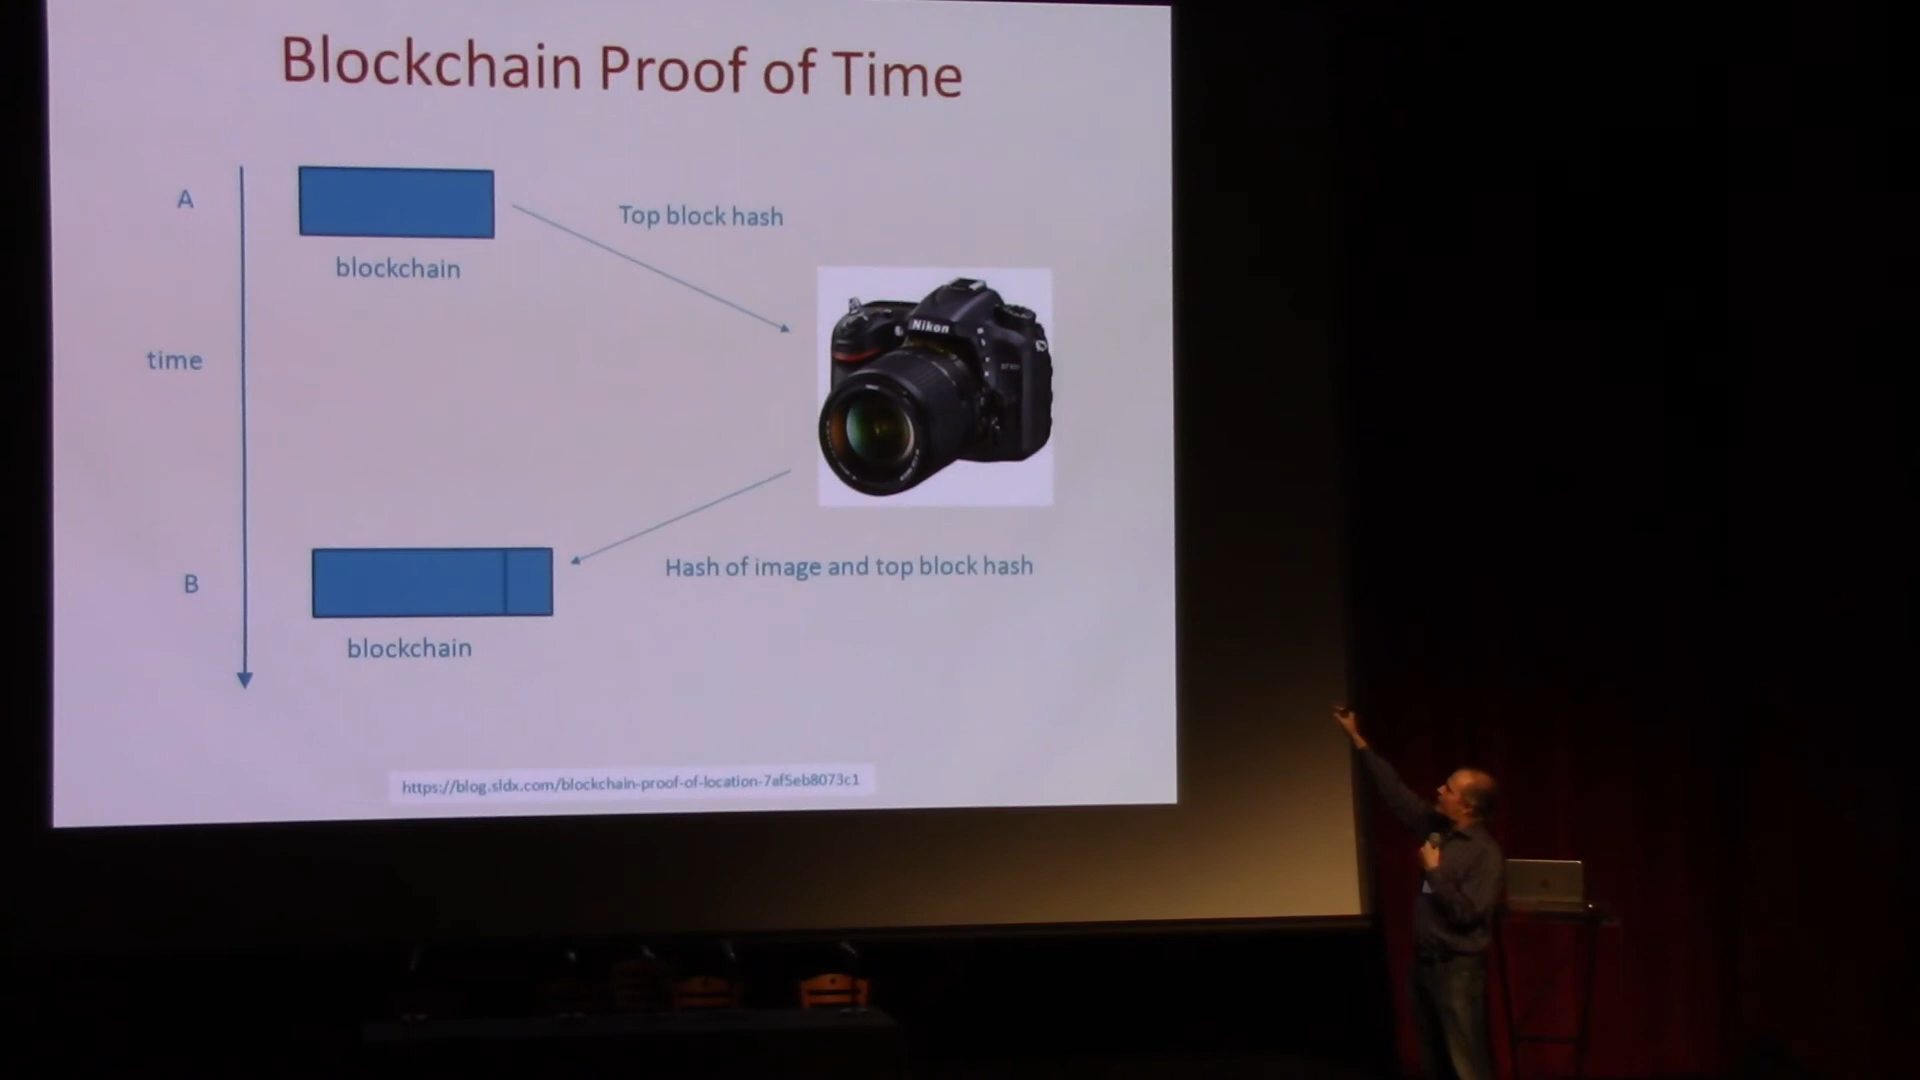 Blockchain Proof of Time
A
Top block hash
blockchain
Nikon
time
B
Hash of image and top block hash
blockchain
https://blog.sldx.com/blockchain-proof-of-location-7af5eb8073c1